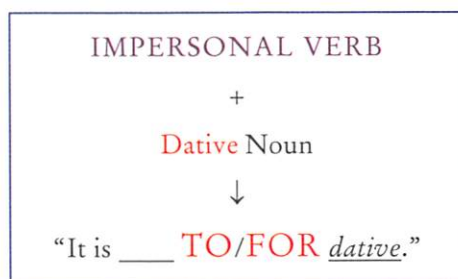 IMPERSONAL VERB
+
Dative Noun
↓
“It is ____ TO/FOR dative.”